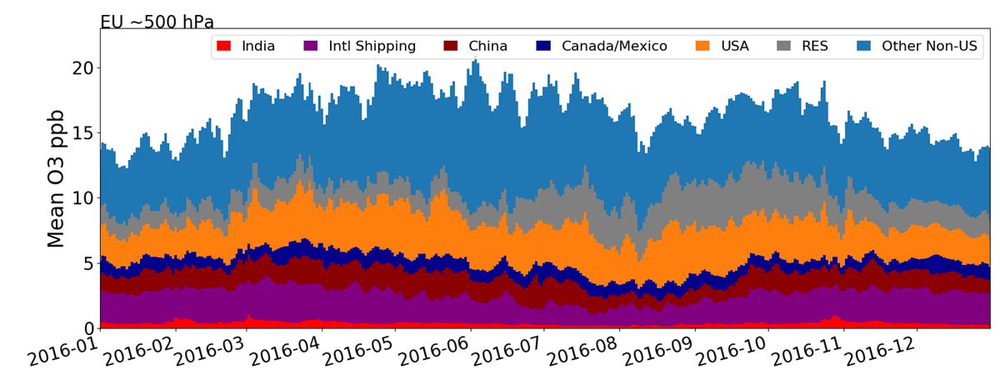 EU ~500 hPa
India Intl Shipping China Canada/Mexico USA RES Other Non-US
Mean O3 ppb
20
15
10
5
0
2016-01 2016-02 2016-03 2016-04 2016-05 2016-06 2016-07 2016-08 2016-09 2016-10 2016-11 2016-12